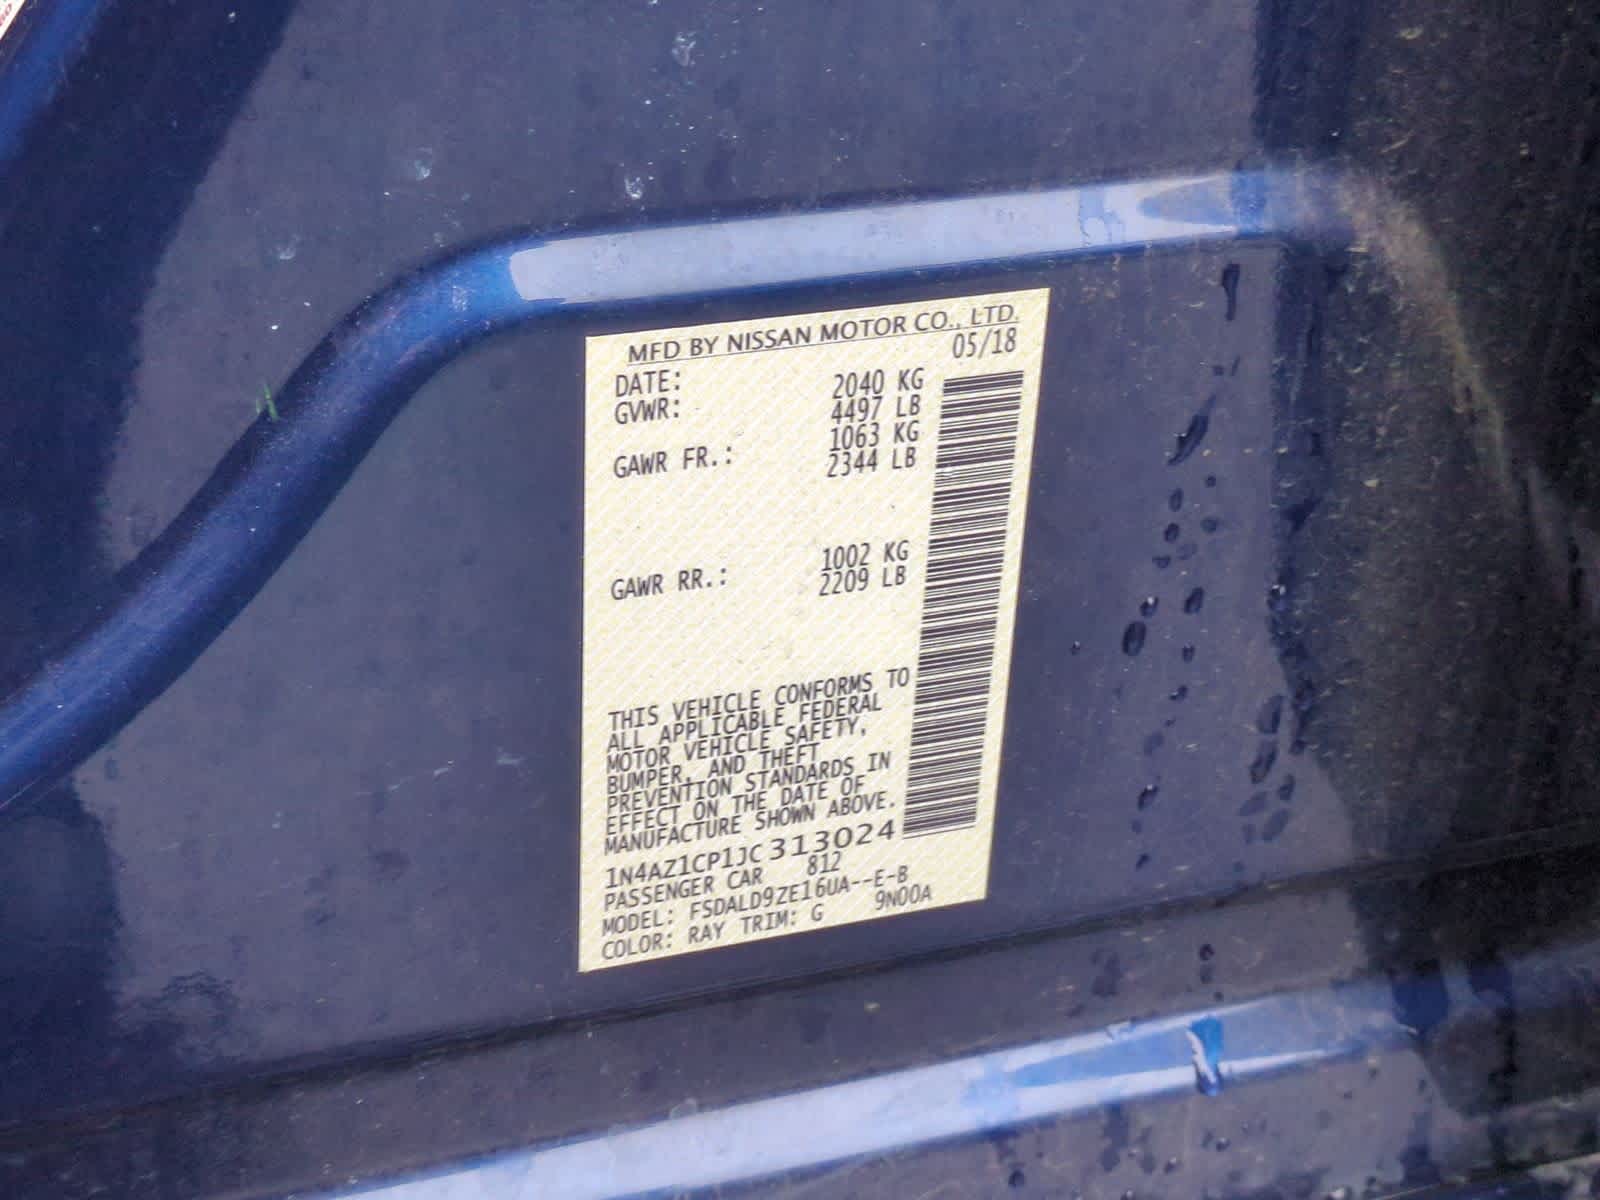 MFD BY NISSAN MOTOR CO., LTD.
DATE: 05/18
GVWR: 2040 KG
4497 LB
GAWR FR.: 1063 KG
2344 LB
GAWR RR.: 1002 KG
2209 LB
THIS VEHICLE CONFORMS TO
ALL APPLICABLE FEDERAL
MOTOR VEHICLE SAFETY,
BUMPER, AND THEFT
PREVENTION STANDARDS IN
EFFECT ON THE DATE OF
MANUFACTURE SHOWN ABOVE.
1N4AZ1CP1JC313024
PASSENGER CAR 812
MODEL: FSDALD9ZE16UA--E-B
COLOR: RAY TRIM: G 9N00A